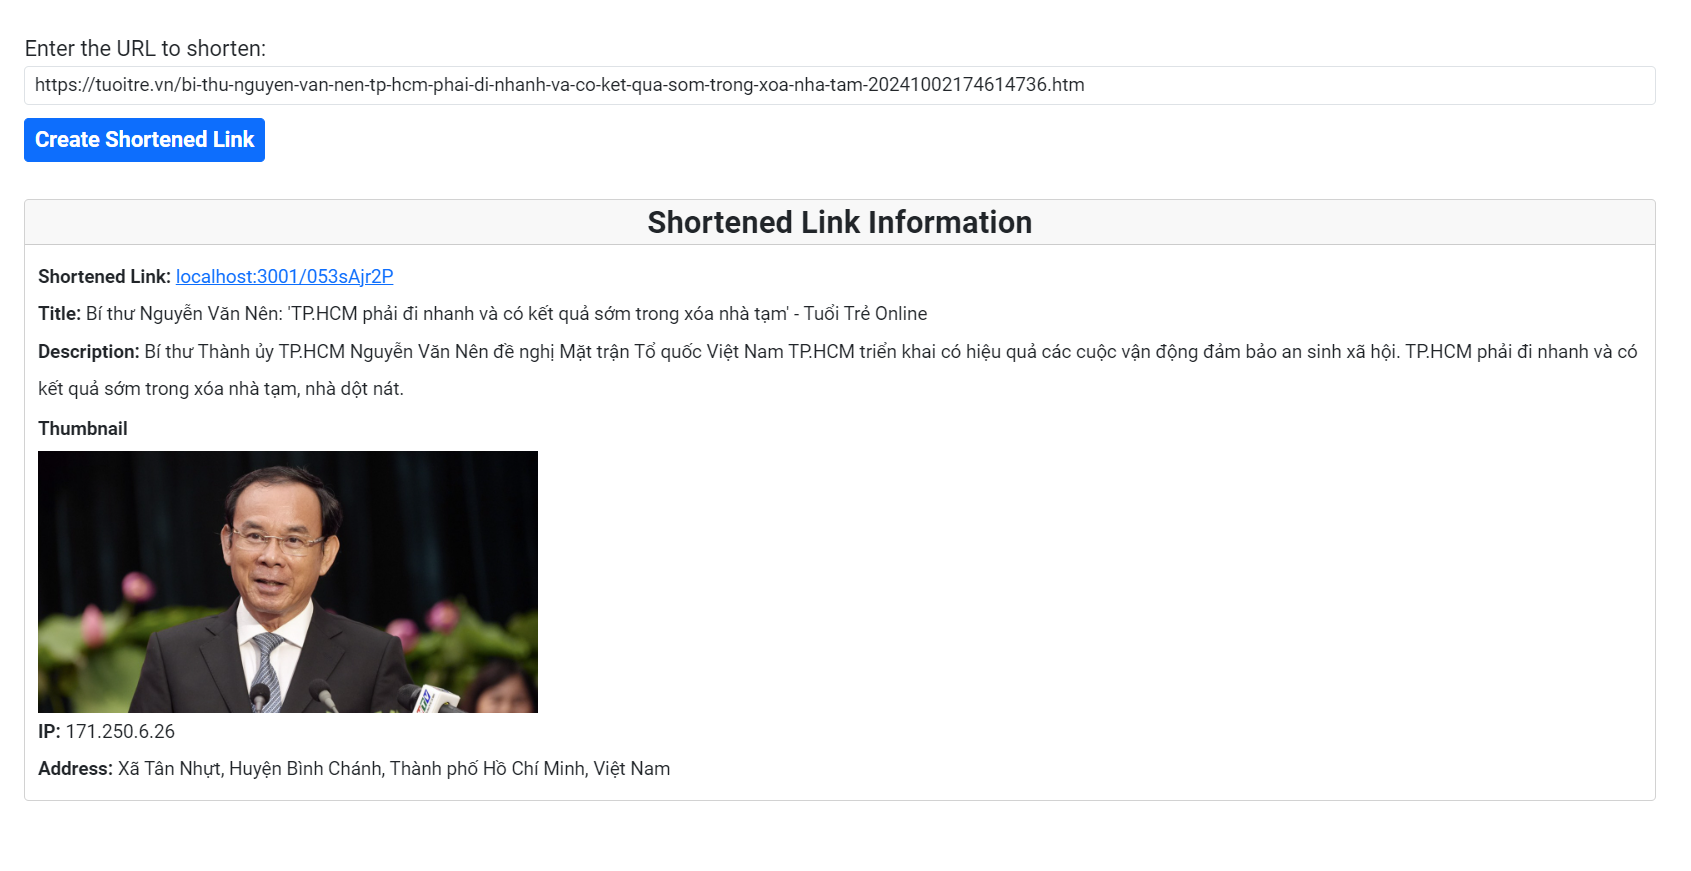 Enter the URL to shorten:
https://tuoitre.vn/bi-thu-nguyen-van-nen-tp-hcm-phai-di-nhanh-va-co-ket-qua-som-trong-xoa-nha-tam-20241002174614736.htm
Create Shortened Link
Shortened Link Information
Shortened Link: localhost:3001/053sAjr2P
Title: Bí thư Nguyễn Văn Nên: 'TP.HCM phải đi nhanh và có kết quả sớm trong xóa nhà tạm' - Tuổi Trẻ Online
Description: Bí thư Thành ủy TP.HCM Nguyễn Văn Nên đề nghị Mặt trận Tổ quốc Việt Nam TP.HCM triển khai có hiệu quả các cuộc vận động đảm bảo an sinh xã hội. TP.HCM phải đi nhanh và có
kết quả sớm trong xóa nhà tạm, nhà dột nát.
Thumbnail
IP: 171.250.6.26
Address: Xã Tân Nhựt, Huyện Bình Chánh, Thành phố Hồ Chí Minh, Việt Nam